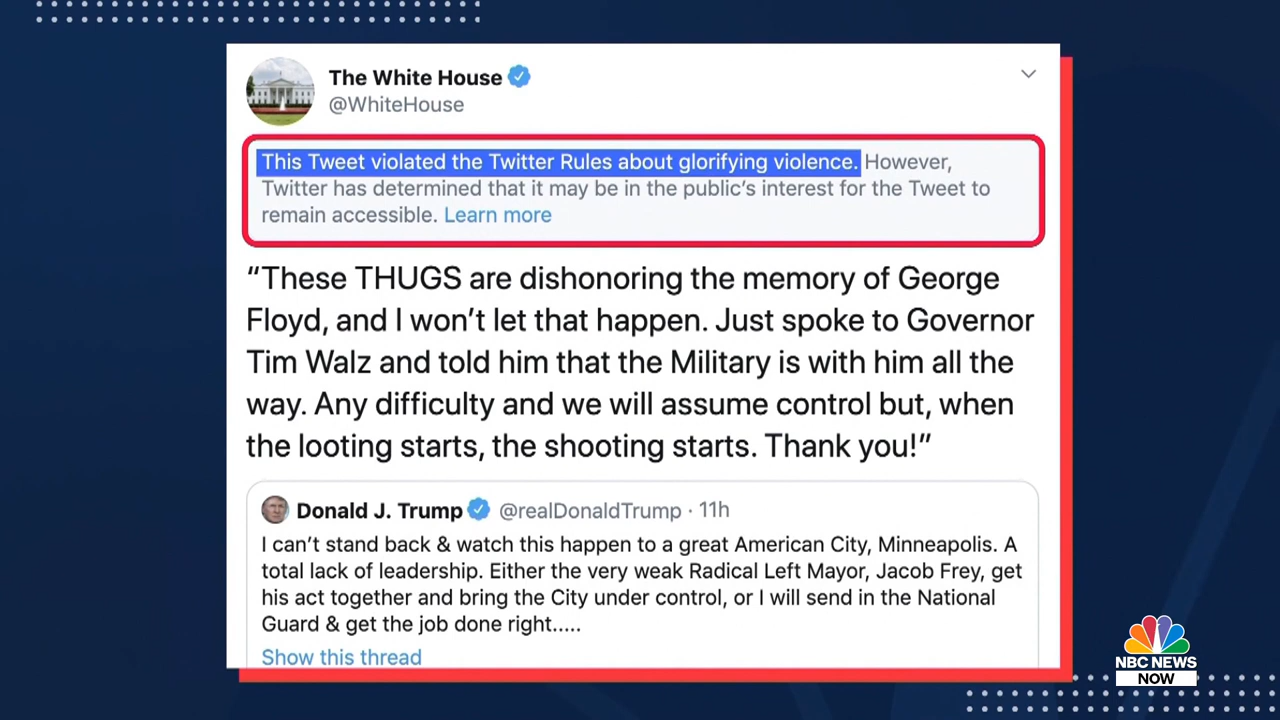 The White House
@WhiteHouse
This Tweet violated the Twitter Rules about glorifying violence. However,
Twitter has determined that it may be in the public’s interest for the Tweet to
remain accessible. Learn more
“These THUGS are dishonoring the memory of George
Floyd, and I won’t let that happen. Just spoke to Governor
Tim Walz and told him that the Military is with him all the
way. Any difficulty and we will assume control but, when
the looting starts, the shooting starts. Thank you!”
Donald J. Trump @realDonaldTrump · 11h
I can’t stand back & watch this happen to a great American City, Minneapolis. A
total lack of leadership. Either the very weak Radical Left Mayor, Jacob Frey, get
his act together and bring the City under control, or I will send in the National
Guard & get the job done right.....
Show this thread
NBC NEWS
NOW